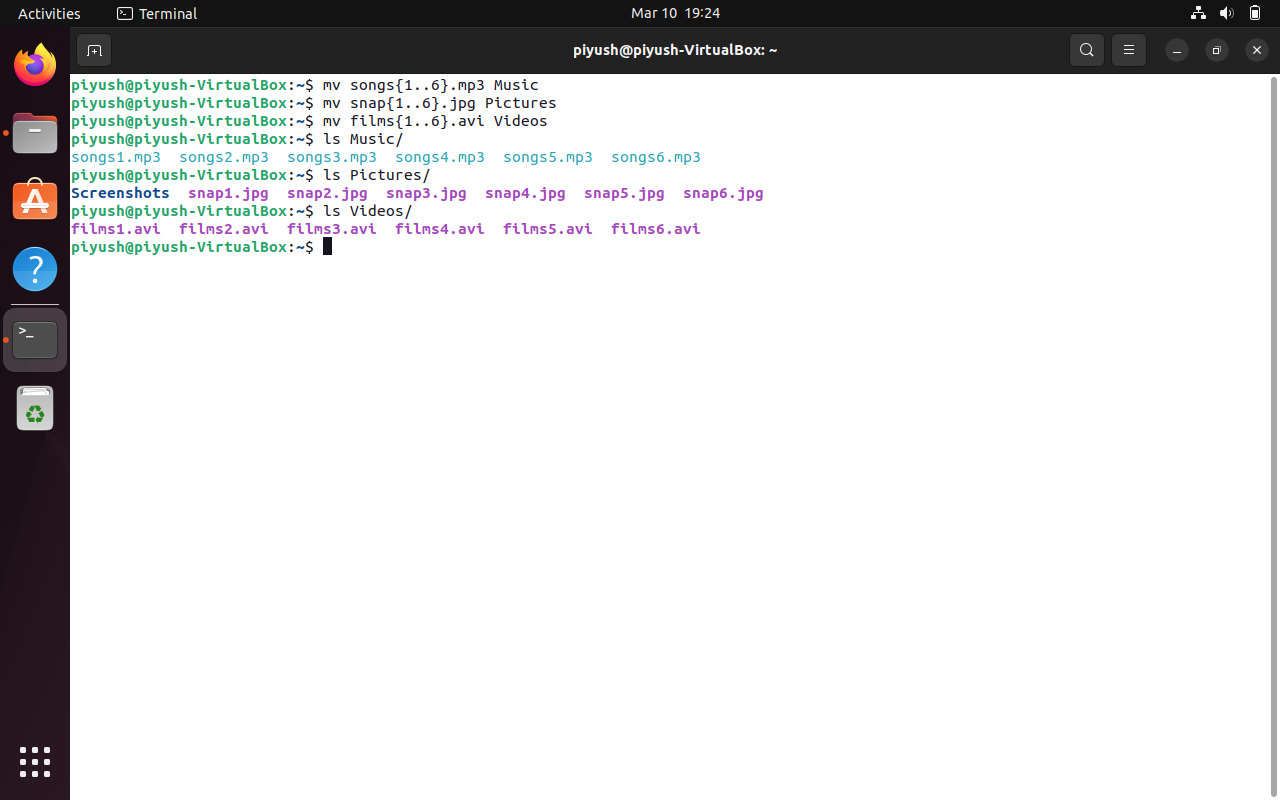 Activities Terminal Mar 10 19:24
piyush@piyush-VirtualBox: ~
piyush@piyush-VirtualBox:~$ mv songs{1..6}.mp3 Music
piyush@piyush-VirtualBox:~$ mv snap{1..6}.jpg Pictures
piyush@piyush-VirtualBox:~$ mv films{1..6}.avi Videos
piyush@piyush-VirtualBox:~$ ls Music/
songs1.mp3  songs2.mp3  songs3.mp3  songs4.mp3  songs5.mp3  songs6.mp3
piyush@piyush-VirtualBox:~$ ls Pictures/
Screenshots  snap1.jpg  snap2.jpg  snap3.jpg  snap4.jpg  snap5.jpg  snap6.jpg
piyush@piyush-VirtualBox:~$ ls Videos/
films1.avi  films2.avi  films3.avi  films4.avi  films5.avi  films6.avi
piyush@piyush-VirtualBox:~$